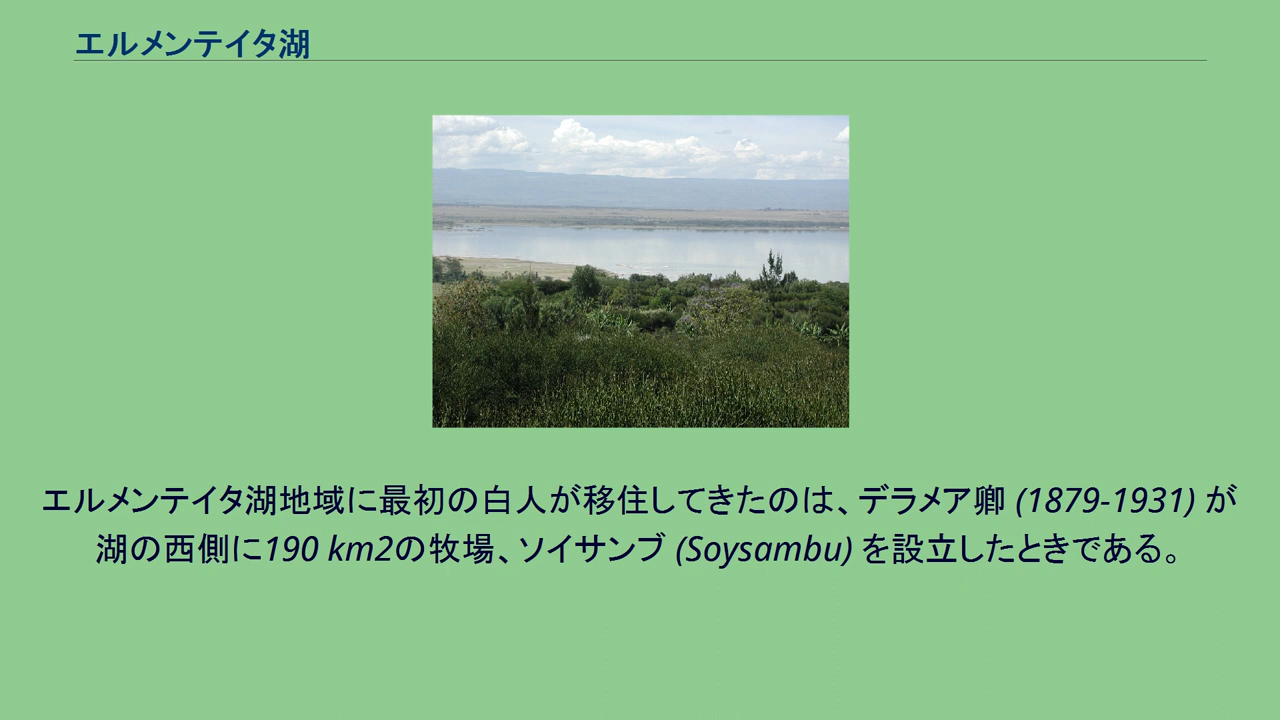 エルメンテイタ湖
エルメンテイタ湖地域に最初の白人が移住してきたのは、デラメア卿 (1879-1931) が
湖の西側に190 km2の牧場、ソイサンブ (Soysambu) を設立したときである。